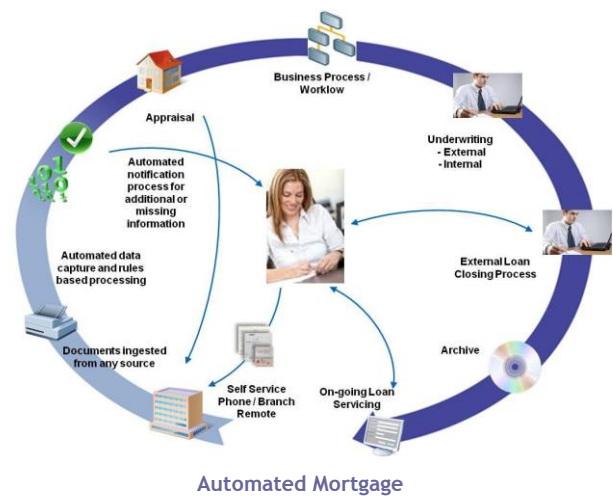 Business Process /
Worklow
Appraisal
Underwriting
- External
- Internal
Automated
notification
process for
additional or
missing
information
Automated data
capture and rules
based processing
External Loan
Closing Process
Documents ingested
from any source
Archive
Self Service
Phone / Branch
Remote
On-going Loan
Servicing
Automated Mortgage